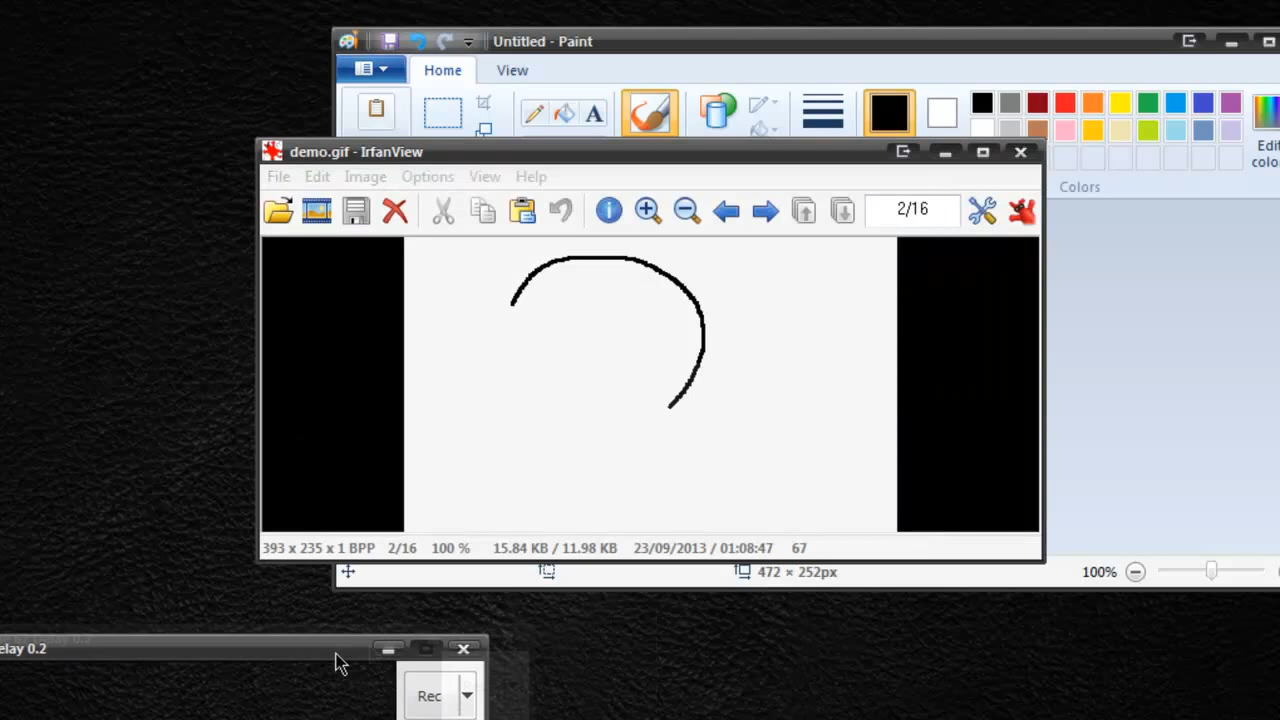 Untitled - Paint
Home View
A
demo.gif - IrfanView
Edit
colors
File Edit Image Options View Help
Colors
2/16
393 x 235 x 1 BPP 2/16 100 % 15.84 KB / 11.98 KB 23/09/2013 / 01:08:47 67
472 × 252px 100%
elay 0.2
Rec